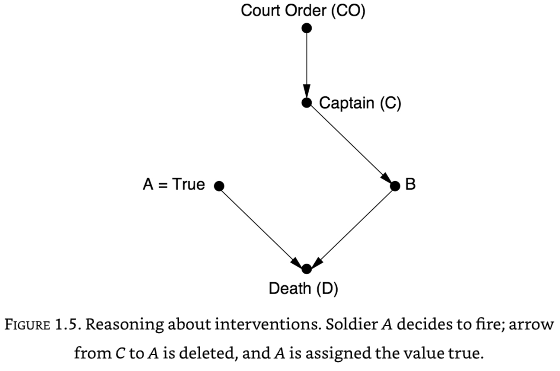 Court Order (CO)
Captain (C)
A = True
B
Death (D)
FIGURE 1.5. Reasoning about interventions. Soldier A decides to fire; arrow
from C to A is deleted, and A is assigned the value true.